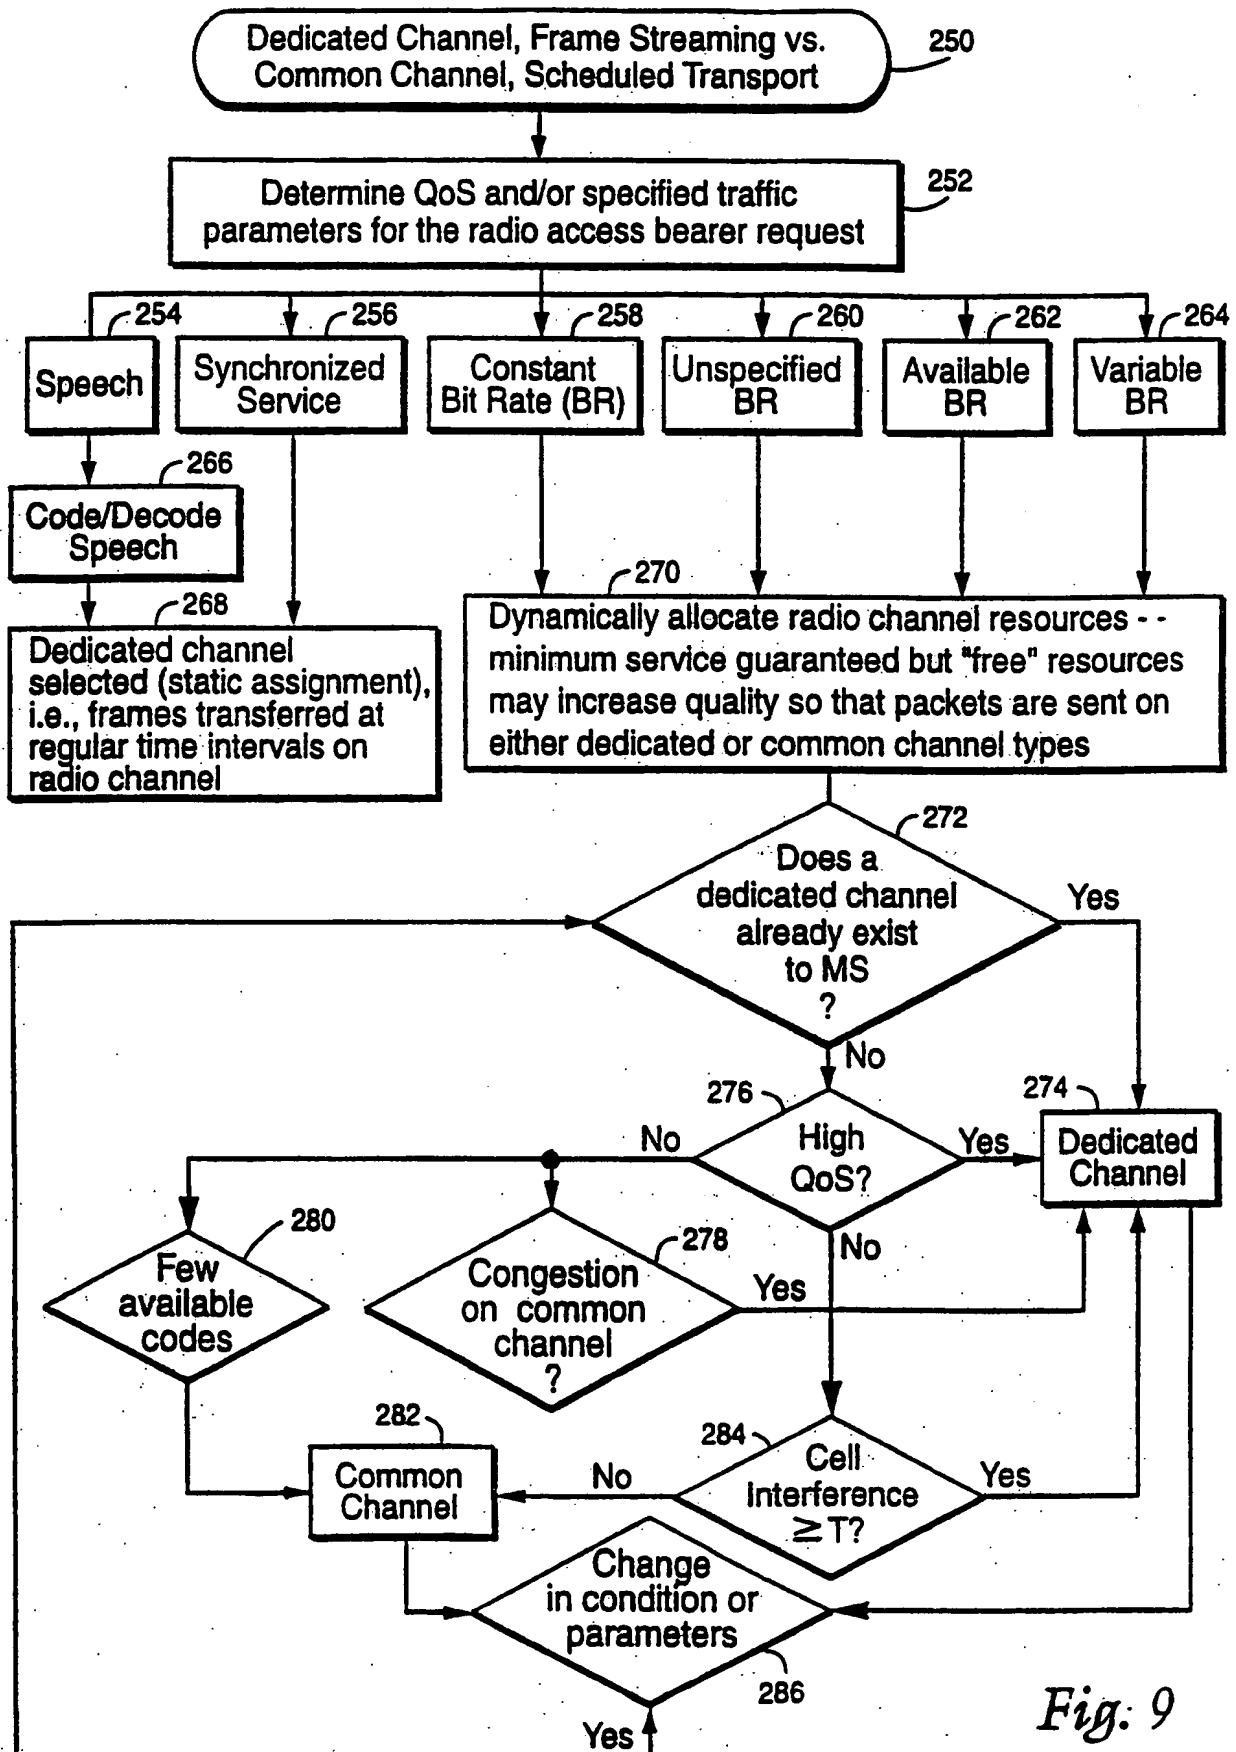 Dedicated Channel, Frame Streaming vs.
Common Channel, Scheduled Transport
250
Determine QoS and/or specified traffic
parameters for the radio access bearer request
252
254
256
258
260
262
264
Speech
Synchronized
Service
Constant
Bit Rate (BR)
Unspecified
BR
Available
BR
Variable
BR
266
Code/Decode
Speech
268
270
Dedicated channel
selected (static assignment),
i.e., frames transferred at
regular time intervals on
radio channel
Dynamically allocate radio channel resources - -
minimum service guaranteed but "free" resources
may increase quality so that packets are sent on
either dedicated or common channel types
272
Does a
dedicated channel
already exist
to MS
?
Yes
No
276
274
High
QoS?
No
Yes
Dedicated
Channel
No
280
Few
available
codes
278
Congestion
on common
channel
?
Yes
282
Common
Channel
284
Cell
Interference
≥ T?
No
Yes
Change
in condition or
parameters
286
Yes
Fig. 9